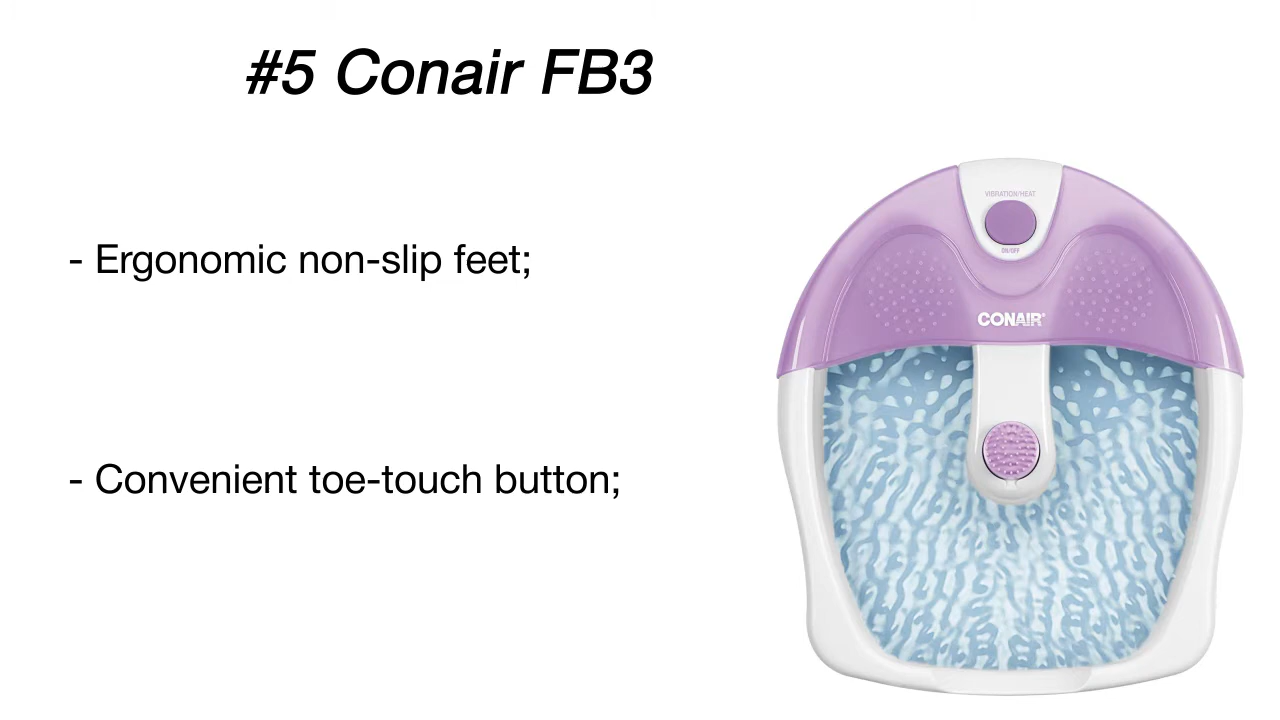 #5 Conair FB3
- Ergonomic non-slip feet;
- Convenient toe-touch button;
VIBRATION/HEAT
ON/OFF
CONAIR®